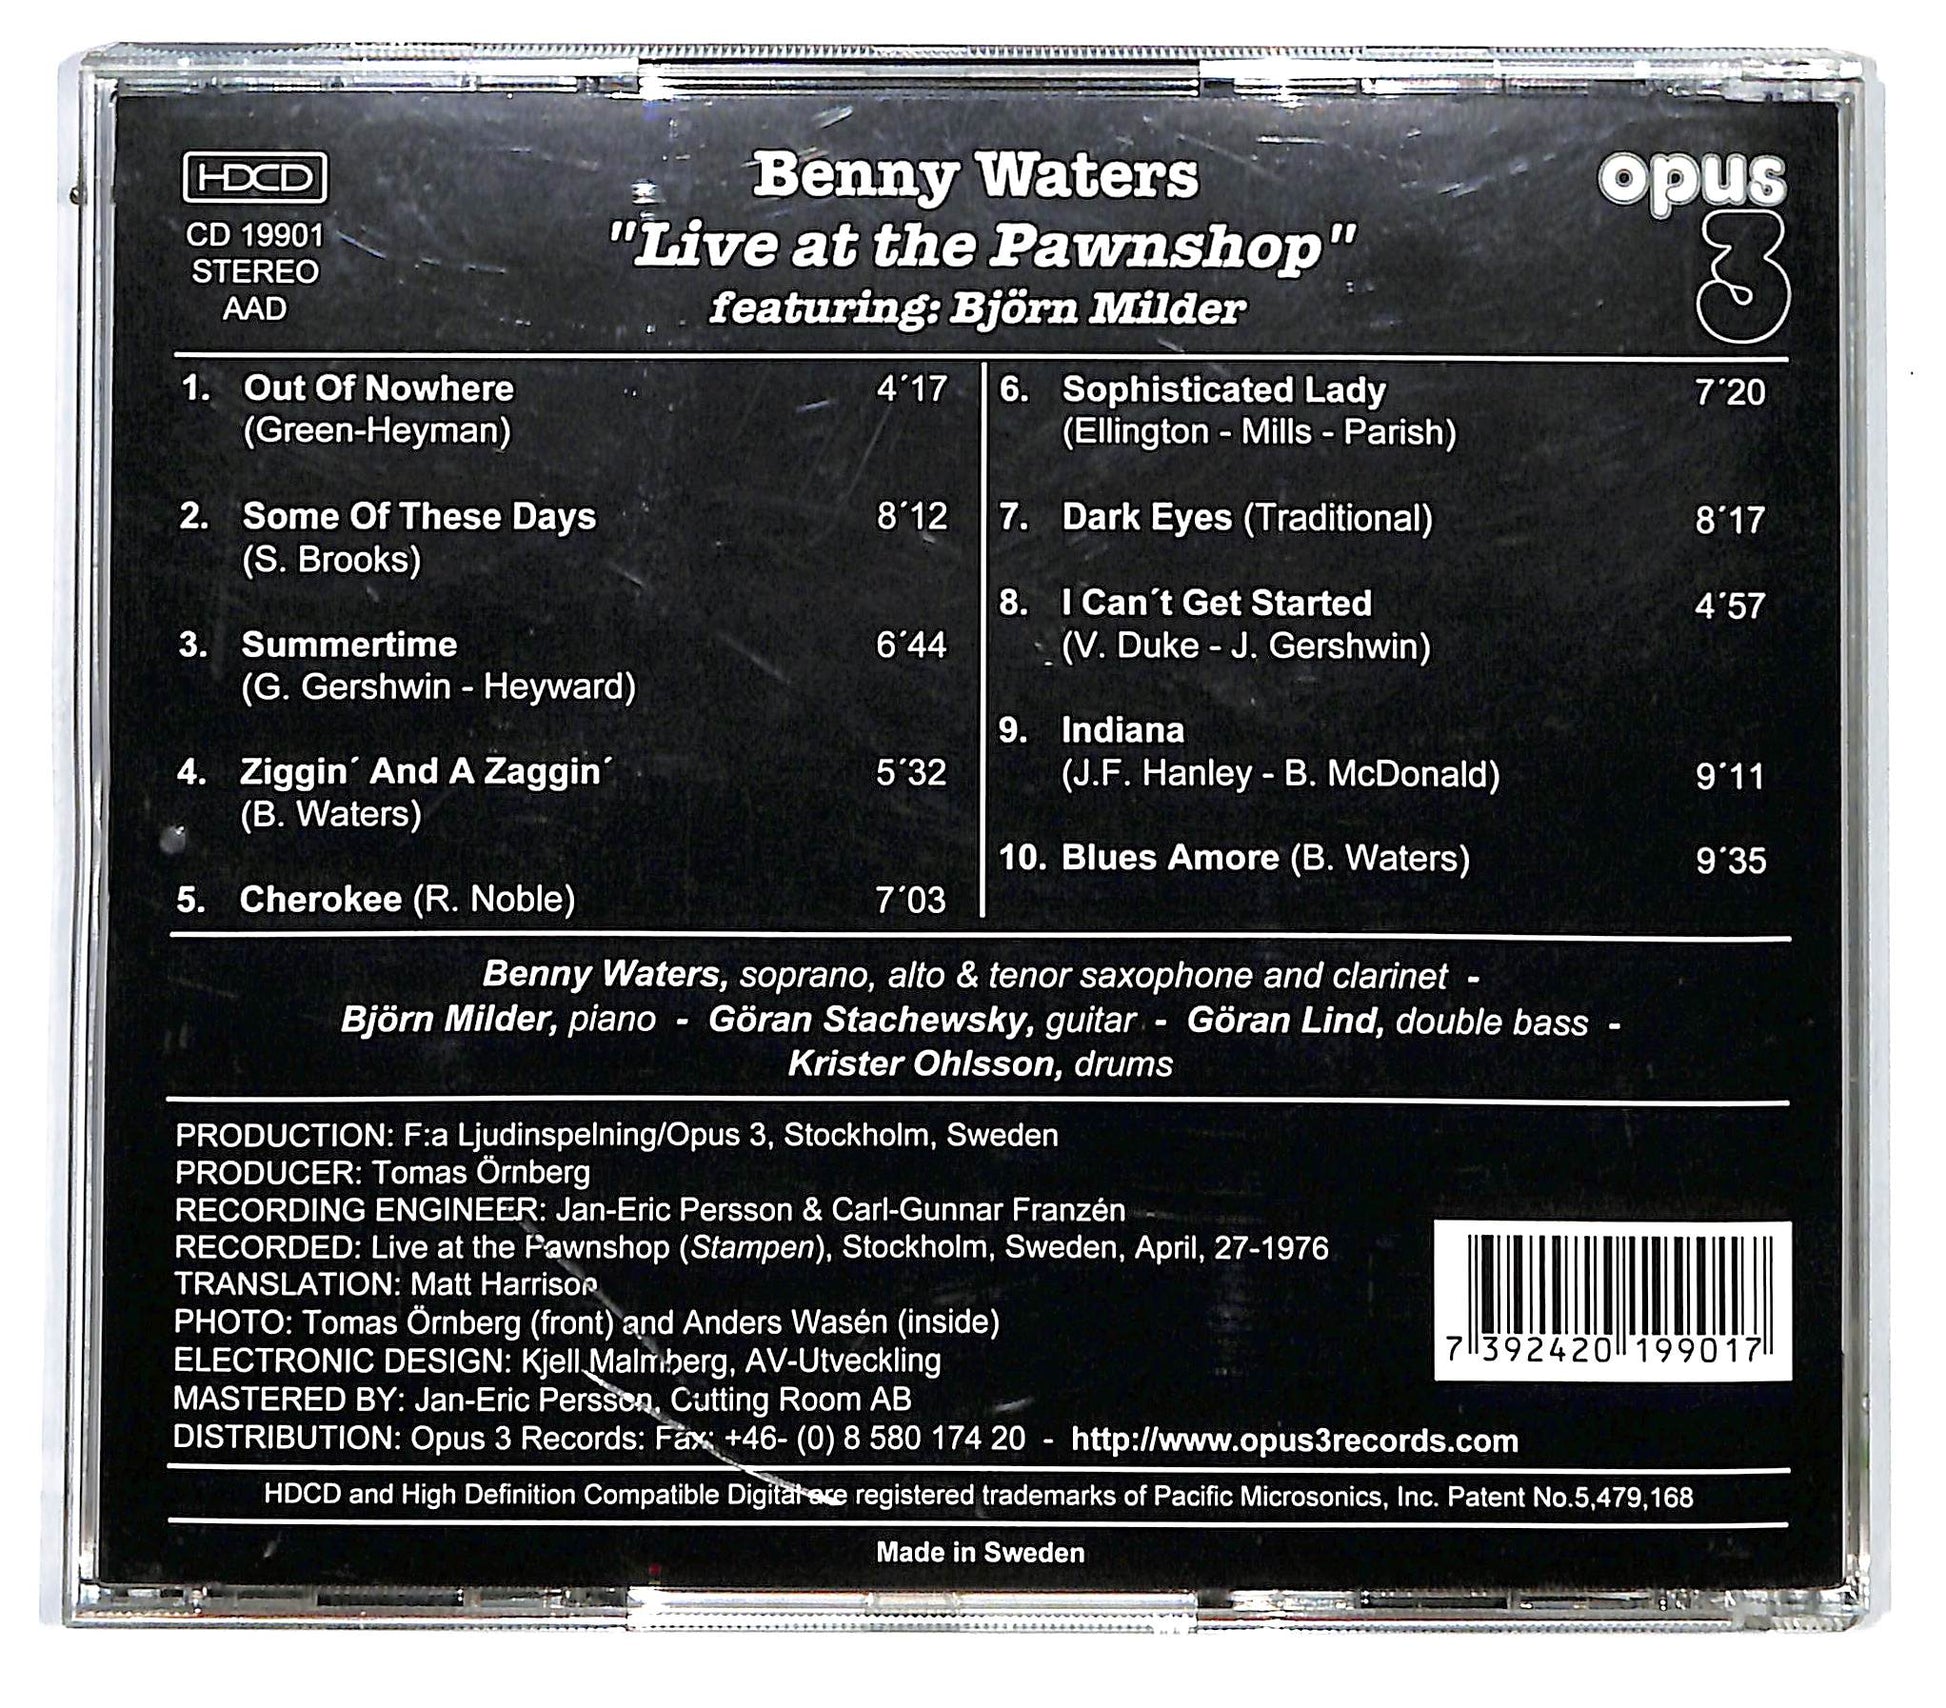 HDCD
CD 19901
STEREO
AAD
Benny Waters
"Live at the Pawnshop"
featuring: Björn Milder
opus
3
1. Out Of Nowhere 4´17
(Green-Heyman)
2. Some Of These Days 8´12
(S. Brooks)
3. Summertime 6´44
(G. Gershwin - Heyward)
4. Ziggin´ And A Zaggin´ 5´32
(B. Waters)
5. Cherokee (R. Noble) 7´03
6. Sophisticated Lady 7´20
(Ellington - Mills - Parish)
7. Dark Eyes (Traditional) 8´17
8. I Can´t Get Started 4´57
(V. Duke - J. Gershwin)
9. Indiana
(J.F. Hanley - B. McDonald) 9´11
10. Blues Amore (B. Waters) 9´35
Benny Waters, soprano, alto & tenor saxophone and clarinet -
Björn Milder, piano - Göran Stachewsky, guitar - Göran Lind, double bass -
Krister Ohlsson, drums
PRODUCTION: F:a Ljudinspelning/Opus 3, Stockholm, Sweden
PRODUCER: Tomas Örnberg
RECORDING ENGINEER: Jan-Eric Persson & Carl-Gunnar Franzén
RECORDED: Live at the Pawnshop (Stampen), Stockholm, Sweden, April, 27-1976
TRANSLATION: Matt Harrison
PHOTO: Tomas Örnberg (front) and Anders Wasén (inside)
ELECTRONIC DESIGN: Kjell Malmberg, AV-Utveckling
MASTERED BY: Jan-Eric Persson, Cutting Room AB
DISTRIBUTION: Opus 3 Records: Fax: +46- (0) 8 580 174 20 - http://www.opus3records.com
7 392420 199017
HDCD and High Definition Compatible Digital are registered trademarks of Pacific Microsonics, Inc. Patent No.5,479,168
Made in Sweden